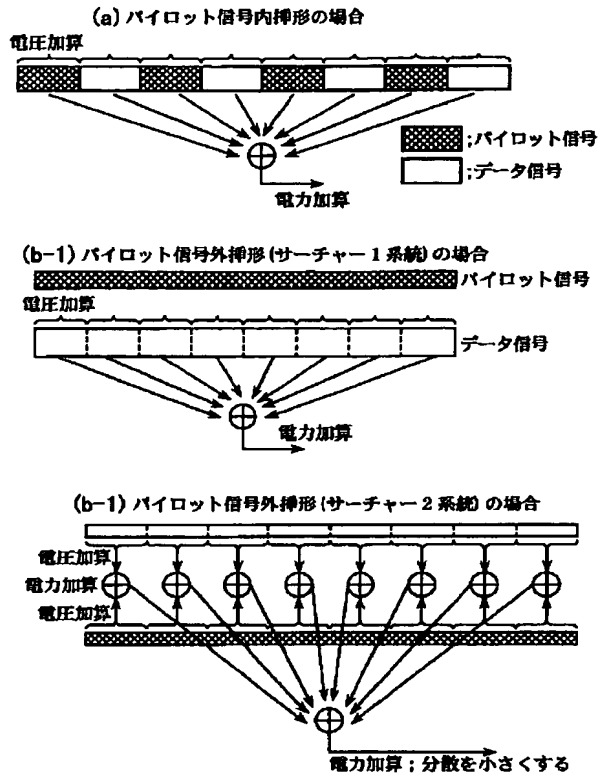 (a) パイロット信号内挿形の場合
電圧加算
;パイロット信号
;データ信号
電力加算
(b-1) パイロット信号外挿形(サーチャー1系統)の場合
パイロット信号
電圧加算
データ信号
電力加算
(b-1) パイロット信号外挿形(サーチャー2系統)の場合
電圧加算
電力加算
電圧加算
電力加算;分散を小さくする